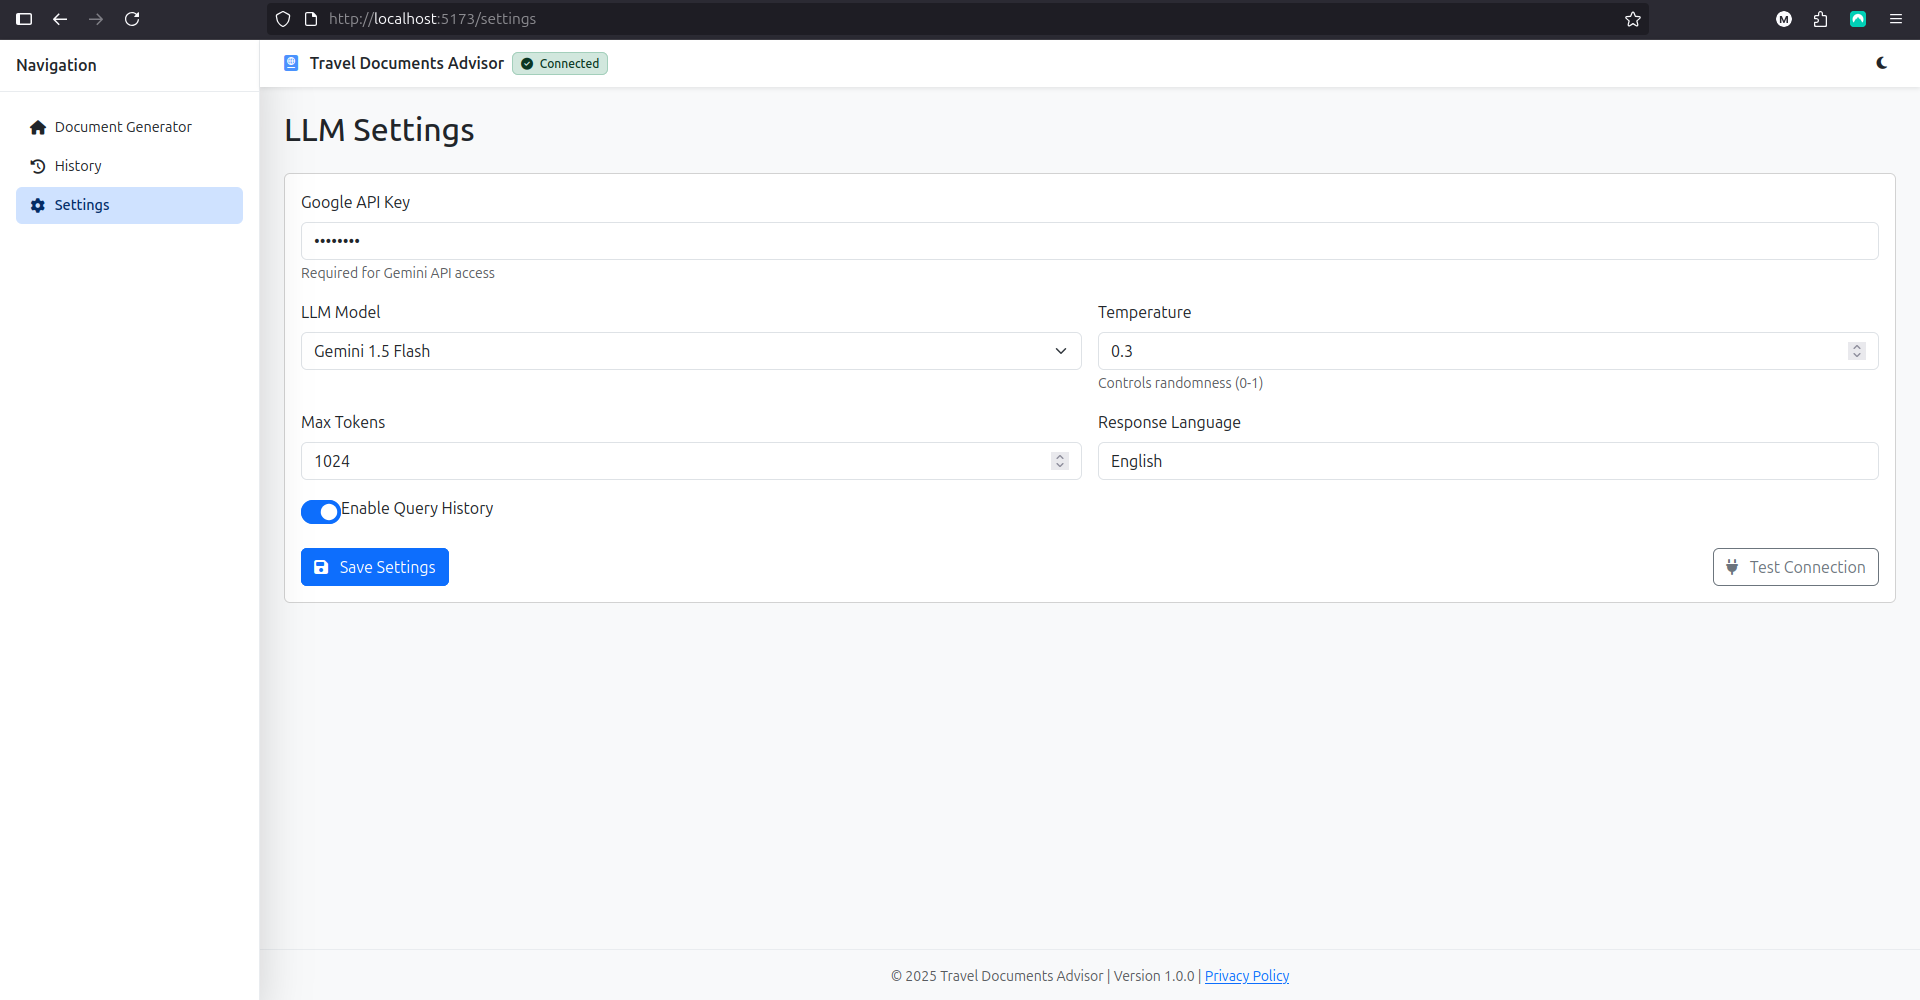 http://localhost:5173/settings
M
Navigation
Travel Documents Advisor
Connected
Document Generator
History
Settings
LLM Settings
Google API Key
••••••••
Required for Gemini API access
LLM Model
Temperature
Gemini 1.5 Flash
0.3
Controls randomness (0-1)
Max Tokens
Response Language
1024
English
Enable Query History
Save Settings
Test Connection
© 2025 Travel Documents Advisor | Version 1.0.0 | Privacy Policy